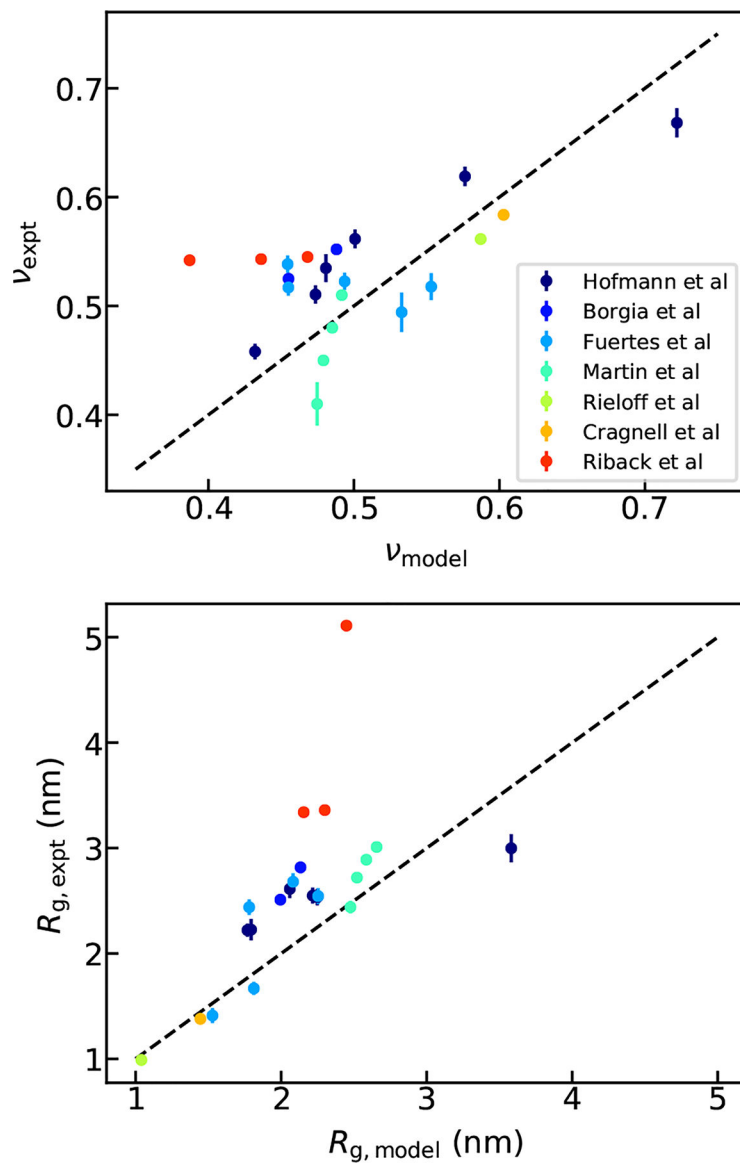 0.7
0.6
0.5
0.4
ν_expt
Hofmann et al
Borgia et al
Fuertes et al
Martin et al
Rieloff et al
Cragnell et al
Riback et al
0.4 0.5 0.6 0.7
ν_model
5
4
3
2
1
R_g, expt (nm)
1 2 3 4 5
R_g, model (nm)